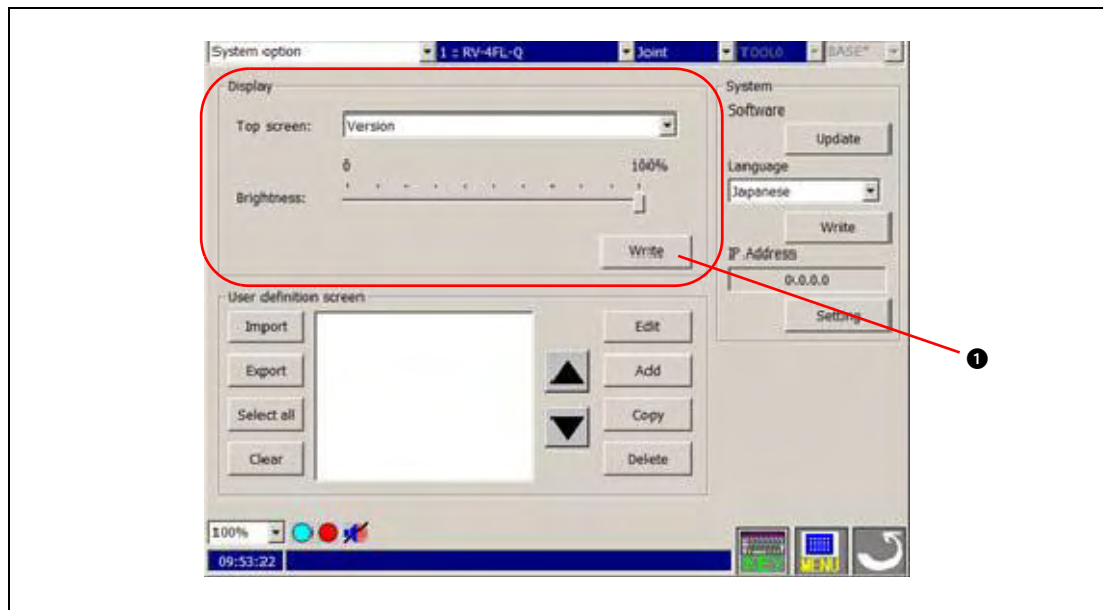 System option 1 : RV-4FL-Q Joint TOOL0 BASE*
Display
Top screen: Version
0 100%
Brightness:
Write
System
Software
Update
Language
Japanese
Write
IP Address
0.0.0.0
Setting
❶
User definition screen
Import
Export
Select all
Clear
Edit
Add
Copy
Delete
100%
09:53:22
KEY
MENU